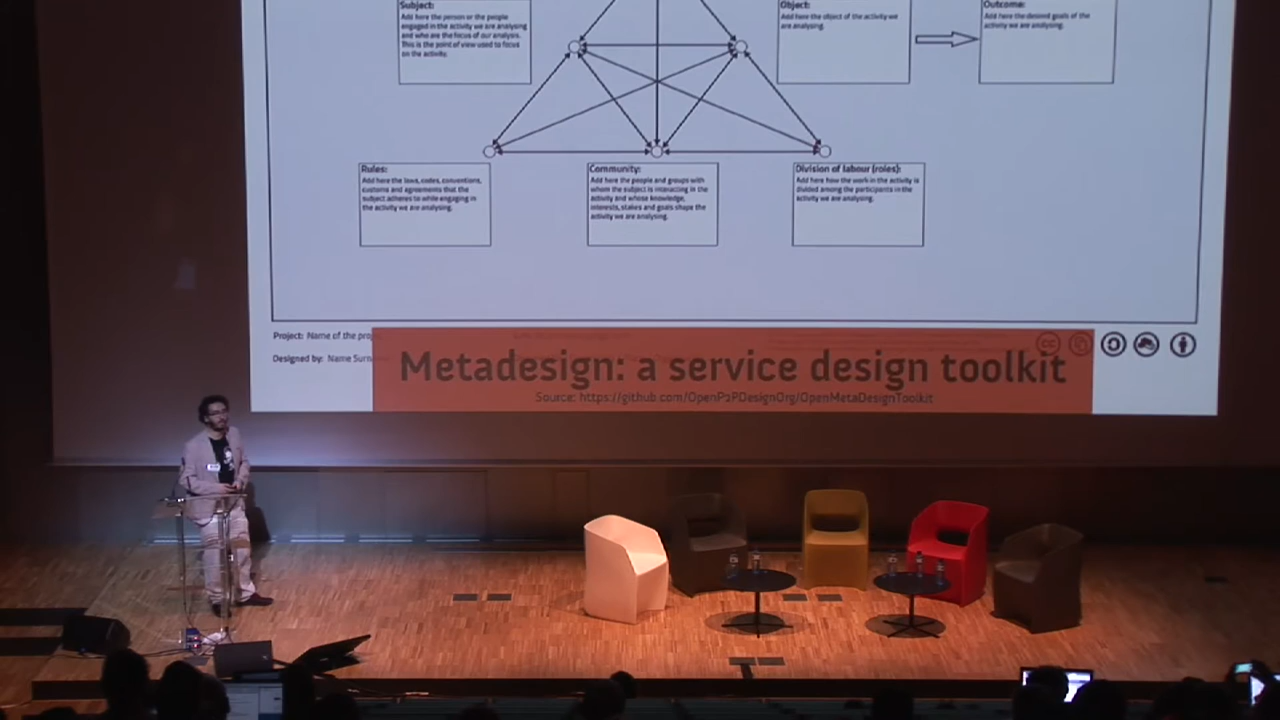 Subject:
Add here the person or the people
engaged in the activity we are analysing
and who are the focus of our analysis.
This is the point of view used to focus
on the activity.
Object:
Add here the object of the activity we
are analysing.
Outcome:
Add here the desired goals of the
activity we are analysing.
Rules:
Add here the laws, codes, conventions,
customs and agreements that the
subject adheres to while engaging in
the activity we are analysing.
Community:
Add here the people and groups with
whom the subject is interacting in the
activity and whose knowledge,
interests, stakes and goals shape the
activity we are analysing.
Division of labour (roles):
Add here how the work in the activity is
divided among the participants in the
activity we are analysing.
Project: Name of the proj
Designed by: Name Surn
Metadesign: a service design toolkit
Source: https://github.com/OpenP2PDesignOrg/OpenMetaDesignToolkit